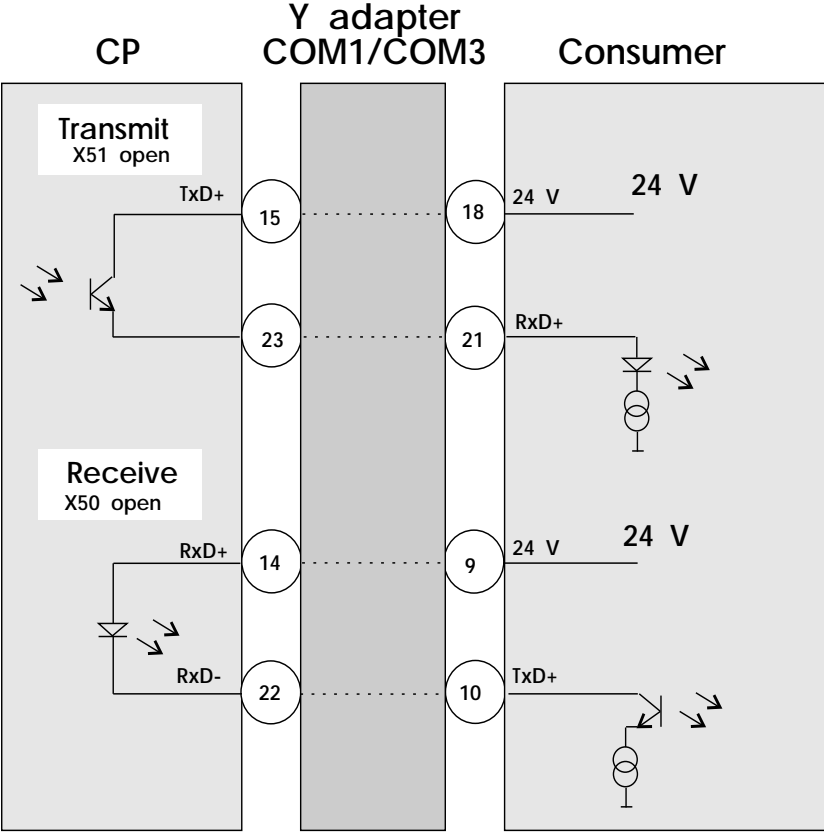 Y adapter
CP COM1/COM3 Consumer
Transmit
X51 open
TxD+ 15 18 24 V 24 V
23 21 RxD+
Receive
X50 open
RxD+ 14 9 24 V 24 V
RxD- 22 10 TxD+